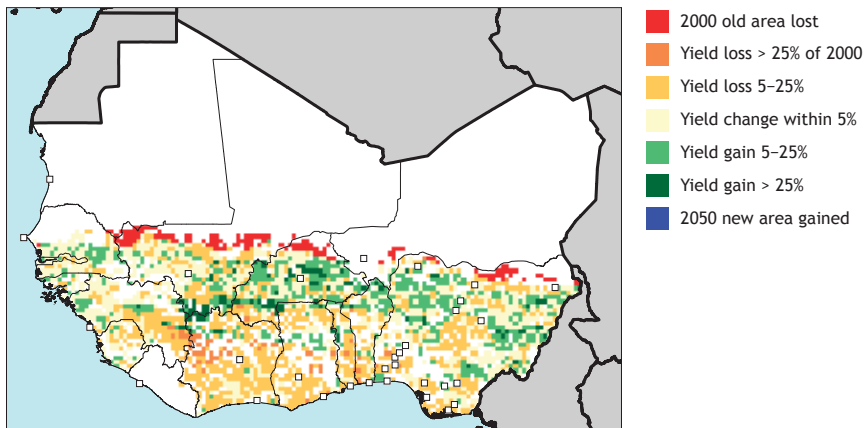 2000 old area lost
Yield loss > 25% of 2000
Yield loss 5–25%
Yield change within 5%
Yield gain 5–25%
Yield gain > 25%
2050 new area gained